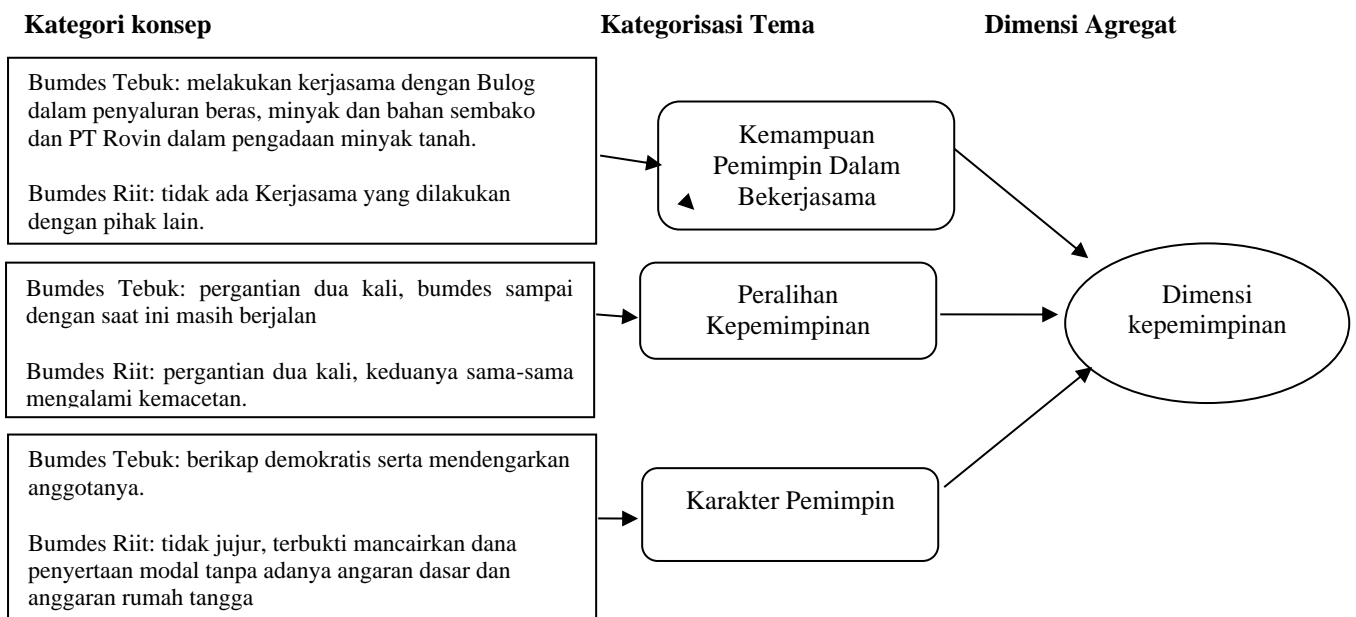 Kategori konsep
Kategorisasi Tema
Dimensi Agregat
Bumdes Tebuk: melakukan kerjasama dengan Bulog
dalam penyaluran beras, minyak dan bahan sembako
dan PT Rovin dalam pengadaan minyak tanah.
Bumdes Riit: tidak ada Kerjasama yang dilakukan
dengan pihak lain.
Kemampuan
Pemimpin Dalam
Bekerjasama
Bumdes Tebuk: pergantian dua kali, bumdes sampai
dengan saat ini masih berjalan
Bumdes Riit: pergantian dua kali, keduanya sama-sama
mengalami kemacetan.
Peralihan
Kepemimpinan
Dimensi
kepemimpinan
Bumdes Tebuk: berikap demokratis serta mendengarkan
anggotanya.
Bumdes Riit: tidak jujur, terbukti mancairkan dana
penyertaan modal tanpa adanya angaran dasar dan
anggaran rumah tangga
Karakter Pemimpin